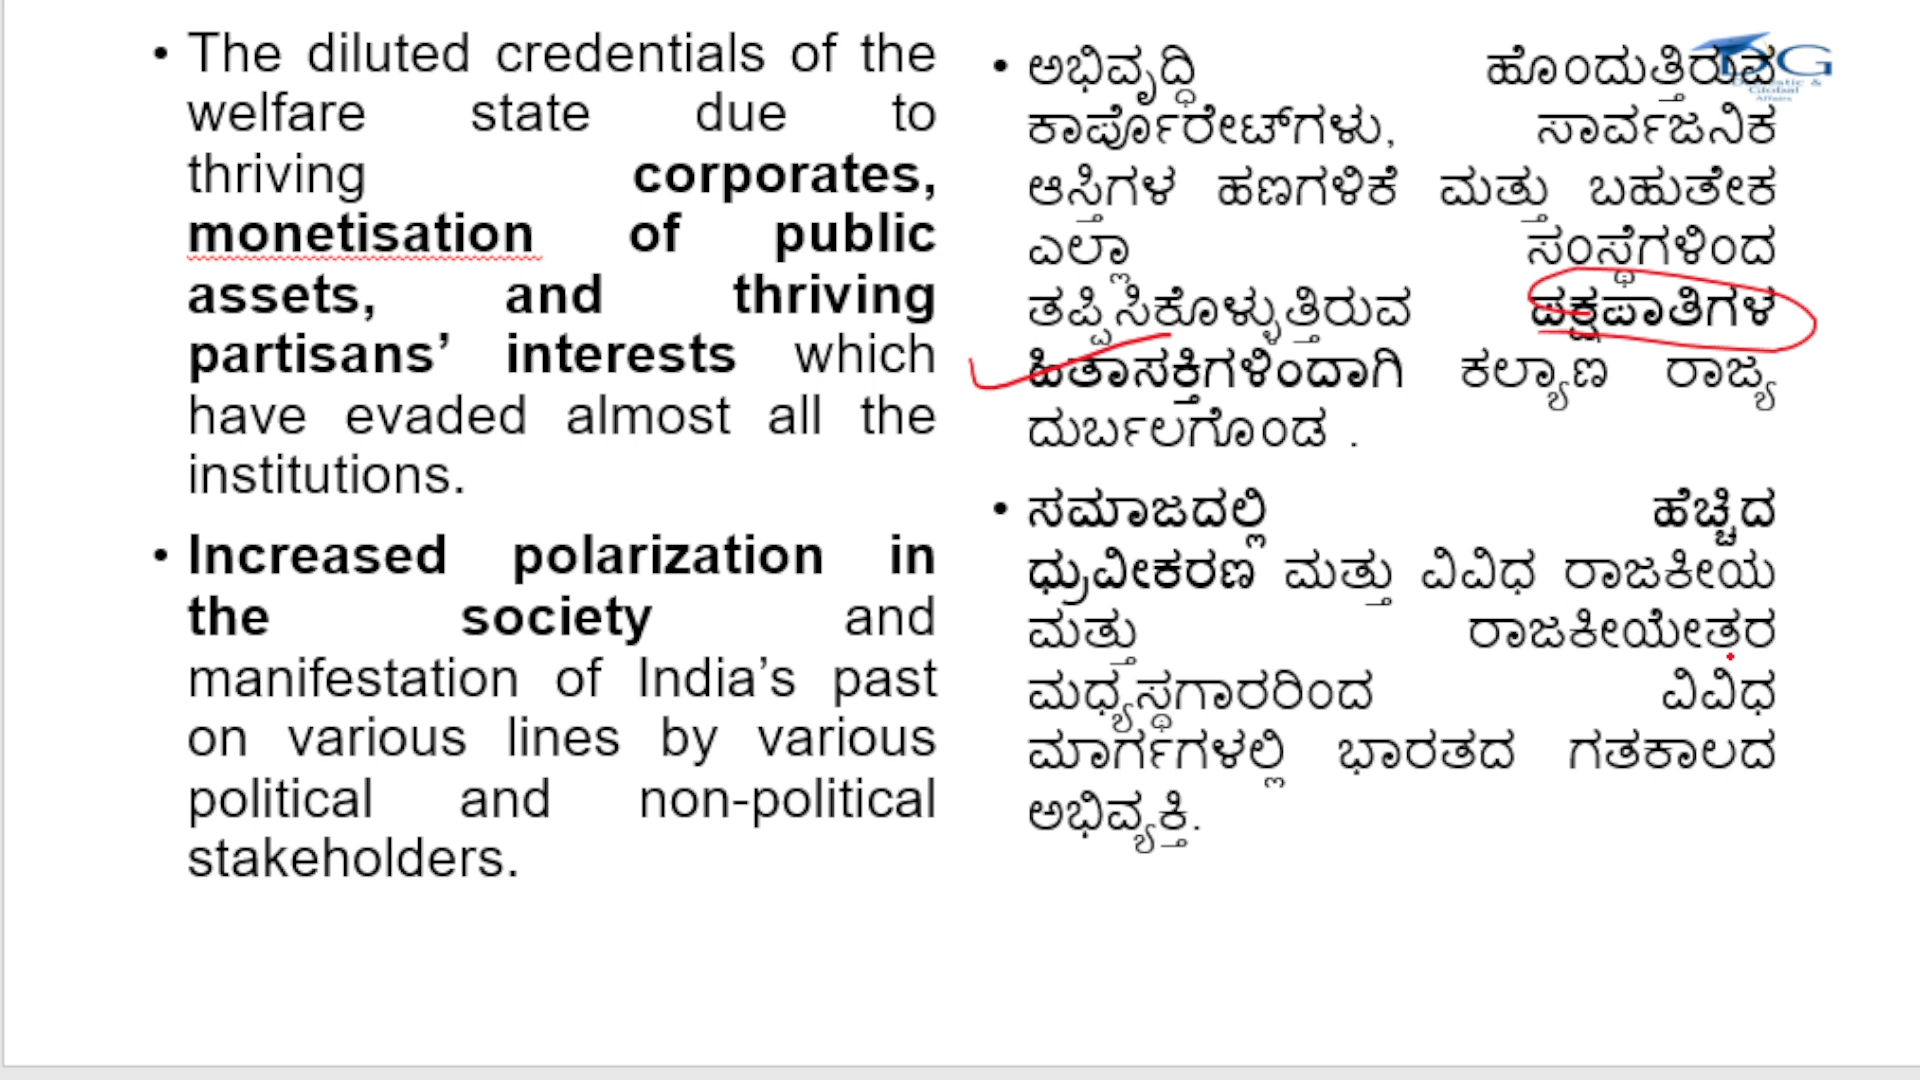 • The diluted credentials of the
welfare state due to
thriving corporates,
monetisation of public
assets, and thriving
partisans’ interests which
have evaded almost all the
institutions.
• Increased polarization in
the society and
manifestation of India’s past
on various lines by various
political and non-political
stakeholders.
• ಅಭಿವೃದ್ಧಿ ಹೊಂದುತ್ತಿರುವ
ಕಾರ್ಪೊರೇಟ್‌ಗಳು, ಸಾರ್ವಜನಿಕ
ಆಸ್ತಿಗಳ ಹಣಗಳಿಕೆ ಮತ್ತು ಬಹುತೇಕ
ಎಲ್ಲಾ ಸಂಸ್ಥೆಗಳಿಂದ
ತಪ್ಪಿಸಿಕೊಳ್ಳುತ್ತಿರುವ ಪಕ್ಷಪಾತಿಗಳ
ಹಿತಾಸಕ್ತಿಗಳಿಂದಾಗಿ ಕಲ್ಯಾಣ ರಾಜ್ಯ
ದುರ್ಬಲಗೊಂಡ .
• ಸಮಾಜದಲ್ಲಿ ಹೆಚ್ಚಿದ
ಧ್ರುವೀಕರಣ ಮತ್ತು ವಿವಿಧ ರಾಜಕೀಯ
ಮತ್ತು ರಾಜಕೀಯೇತರ
ಮಧ್ಯಸ್ಥಗಾರರಿಂದ ವಿವಿಧ
ಮಾರ್ಗಗಳಲ್ಲಿ ಭಾರತದ ಗತಕಾಲದ
ಅಭಿವ್ಯಕ್ತಿ.
G
Global
Affairs